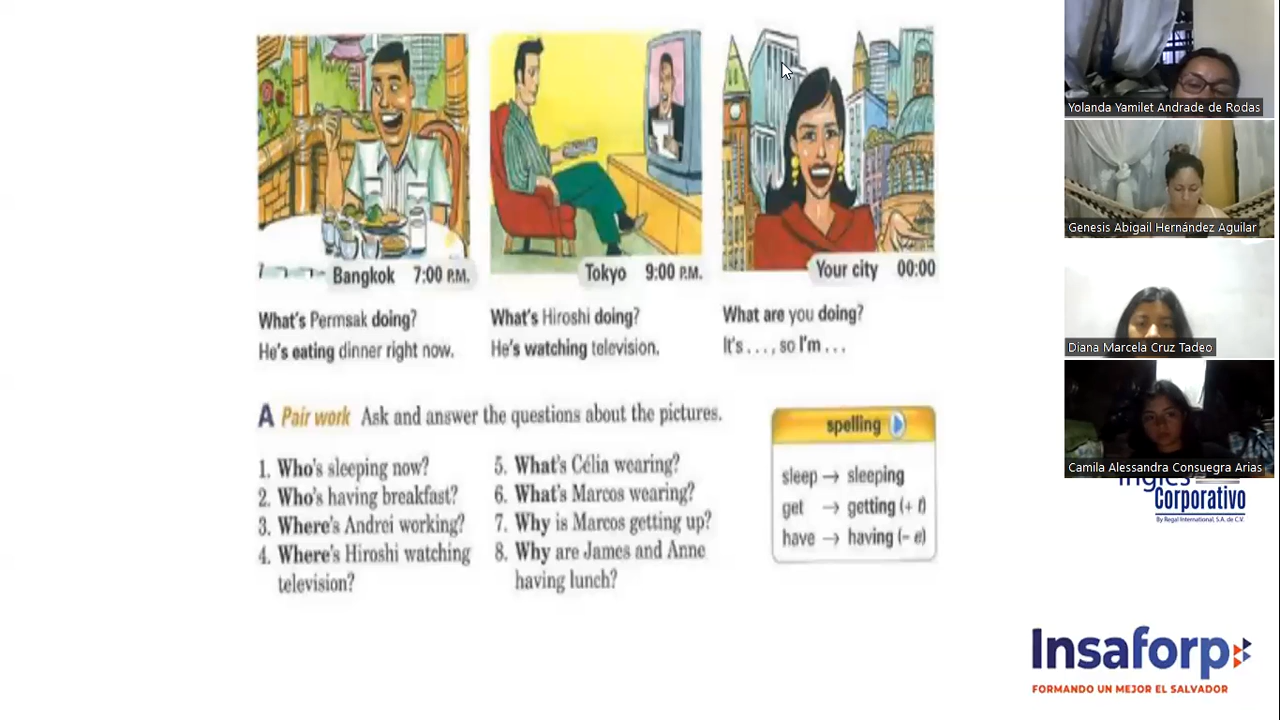 Bangkok 7:00 P.M.
Tokyo 9:00 P.M.
Your city 00:00
What's Permsak doing?
He's eating dinner right now.
What's Hiroshi doing?
He's watching television.
What are you doing?
It's . . . , so I'm . . .
A Pair work Ask and answer the questions about the pictures.
1. Who's sleeping now?
2. Who's having breakfast?
3. Where's Andrei working?
4. Where's Hiroshi watching
television?
5. What's Célia wearing?
6. What's Marcos wearing?
7. Why is Marcos getting up?
8. Why are James and Anne
having lunch?
spelling
sleep → sleeping
get → getting (+ t)
have → having (– e)
Yolanda Yamilet Andrade de Rodas
Genesis Abigail Hernández Aguilar
Diana Marcela Cruz Tadeo
Camila Alessandra Consuegra Arias
Inglés
Corporativo
By Regal International, S.A. de C.V.
Insaforp
FORMANDO UN MEJOR EL SALVADOR